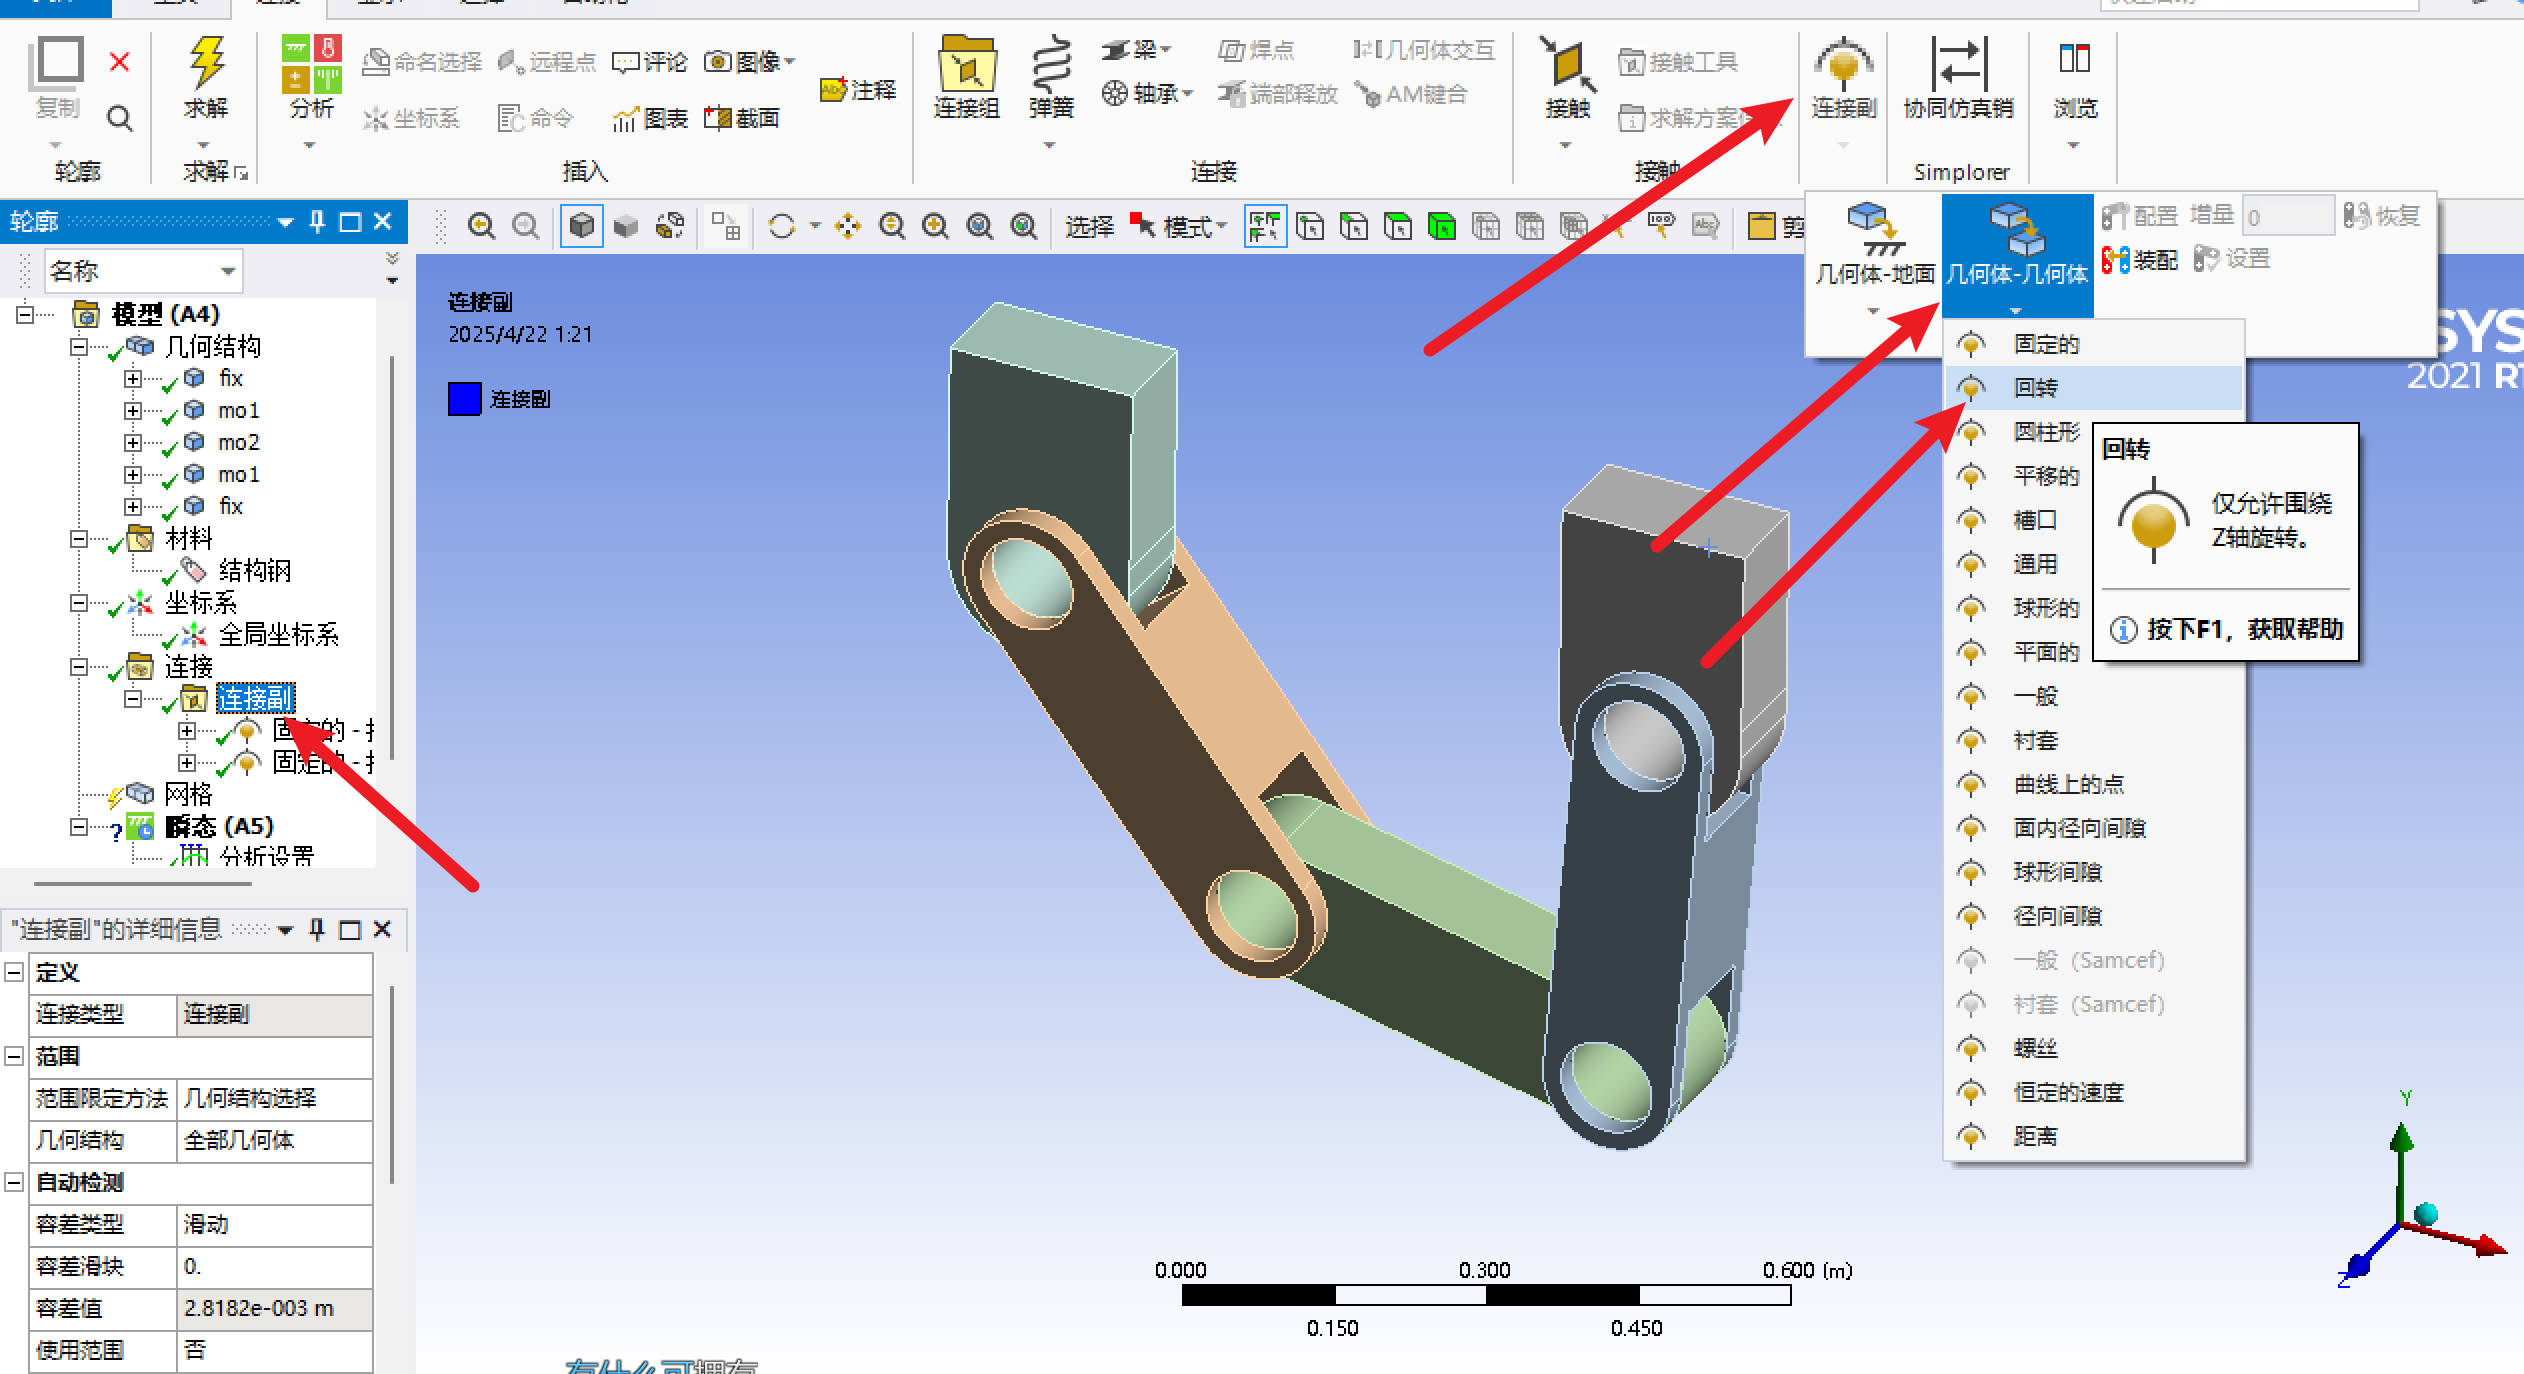 连接
复制
轮廓
求解
求解
分析
命名选择
远程点
评论
图像
坐标系
命令
图表
截面
注释
插入
连接组
弹簧
梁
轴承
焊点
端部释放
几何体交互
AM键合
连接
接触
接触工具
求解方案
接触
连接副
协同仿真销
Simplorer
浏览
轮廓
名称
选择
模式
剪
几何体-地面
几何体-几何体
配置
增量
0
恢复
装配
设置
模型 (A4)
几何结构
fix
mo1
mo2
mo1
fix
材料
结构钢
坐标系
全局坐标系
连接
连接副
固定的 -
固定的 -
网格
瞬态 (A5)
分析设置
"连接副"的详细信息
定义
连接类型 连接副
范围
范围限定方法 几何结构选择
几何结构 全部几何体
自动检测
容差类型 滑动
容差滑块 0.
容差值 2.8182e-003 m
使用范围 否
连接副
2025/4/22 1:21
连接副
SYS
2021 R1
固定的
回转
圆柱形
平移的
槽口
通用
球形的
平面的
一般
衬套
曲线上的点
面内径向间隙
球形间隙
径向间隙
一般 (Samcef)
衬套 (Samcef)
螺丝
恒定的速度
距离
回转
仅允许围绕
Z轴旋转。
按下F1，获取帮助
0.000
0.300
0.600 (m)
0.150
0.450
Y
Z